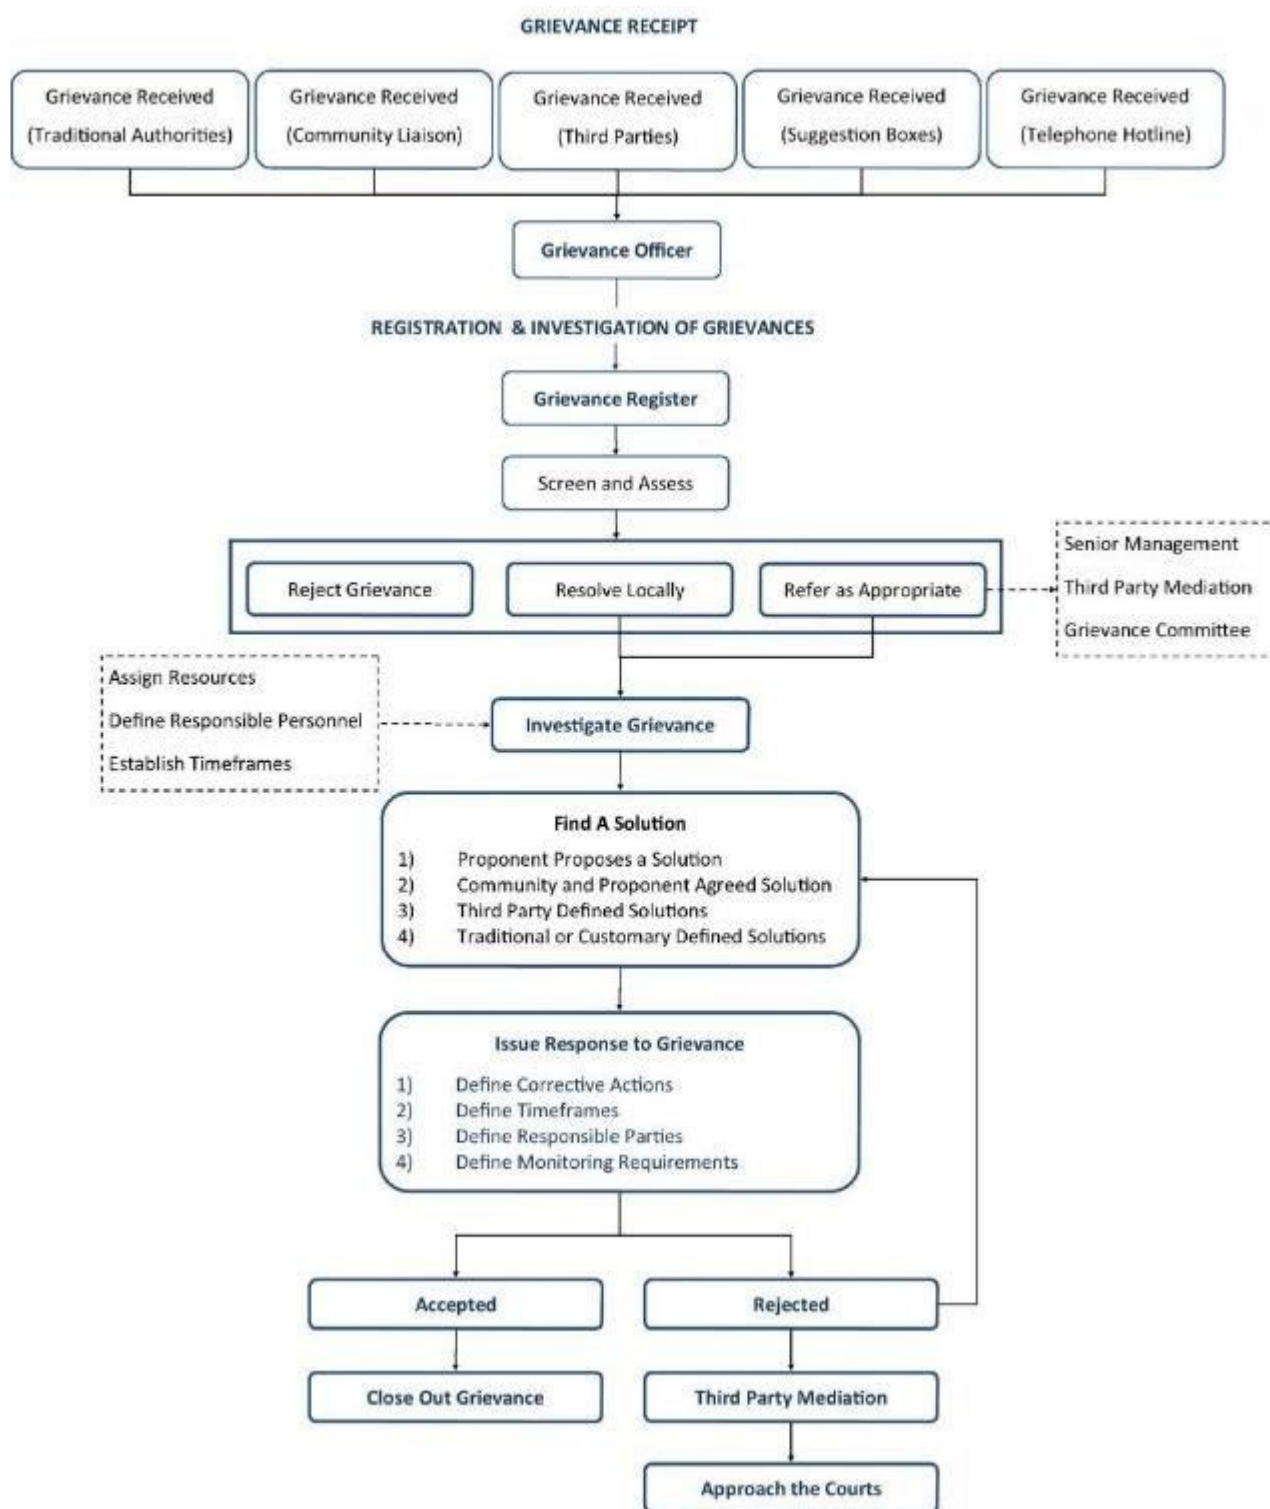 GRIEVANCE RECEIPT
Grievance Received
(Traditional Authorities)
Grievance Received
(Community Liaison)
Grievance Received
(Third Parties)
Grievance Received
(Suggestion Boxes)
Grievance Received
(Telephone Hotline)
Grievance Officer
REGISTRATION & INVESTIGATION OF GRIEVANCES
Grievance Register
Screen and Assess
Reject Grievance
Resolve Locally
Refer as Appropriate
Senior Management
Third Party Mediation
Grievance Committee
Assign Resources
Define Responsible Personnel
Establish Timeframes
Investigate Grievance
Find A Solution
1) Proponent Proposes a Solution
2) Community and Proponent Agreed Solution
3) Third Party Defined Solutions
4) Traditional or Customary Defined Solutions
Issue Response to Grievance
1) Define Corrective Actions
2) Define Timeframes
3) Define Responsible Parties
4) Define Monitoring Requirements
Accepted
Rejected
Close Out Grievance
Third Party Mediation
Approach the Courts